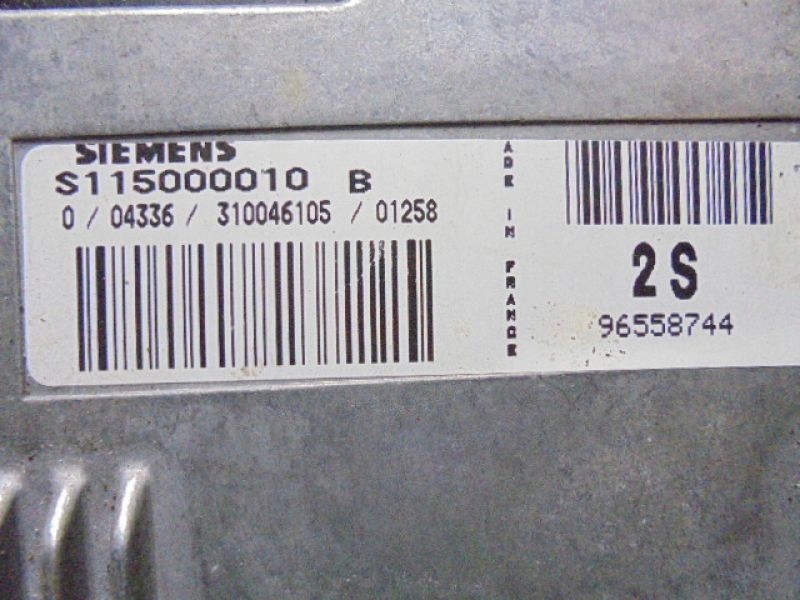 SIEMENS
S115000010 B
0 / 04336 / 310046105 / 01258
MADE IN FRANCE
2S
96558744